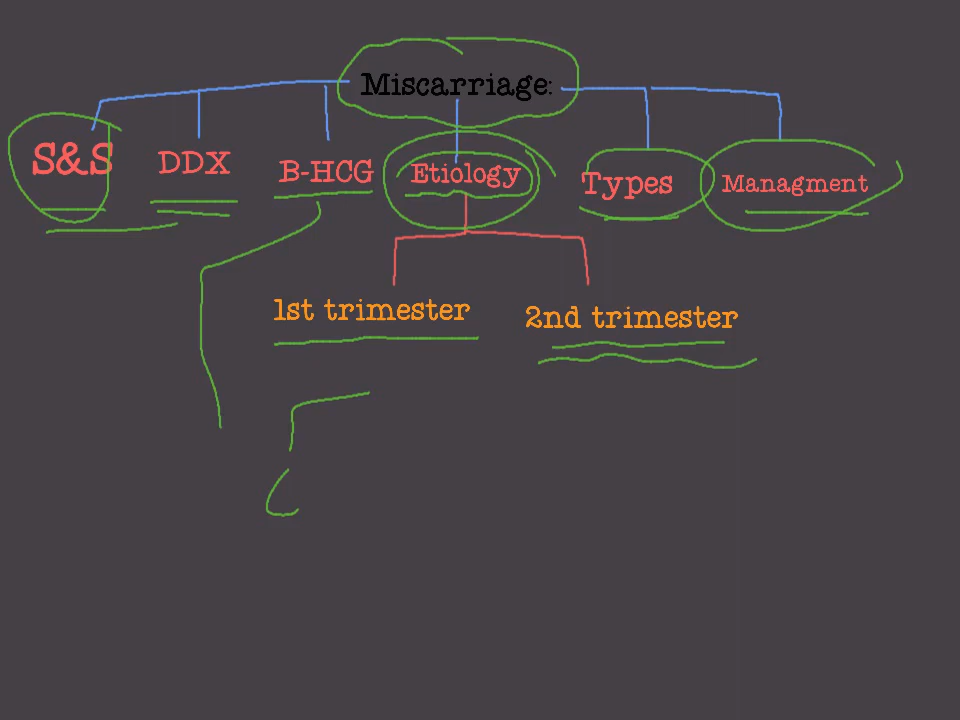 Miscarriage:
S&S DDX B-HCG Etiology Types Managment
1st trimester 2nd trimester